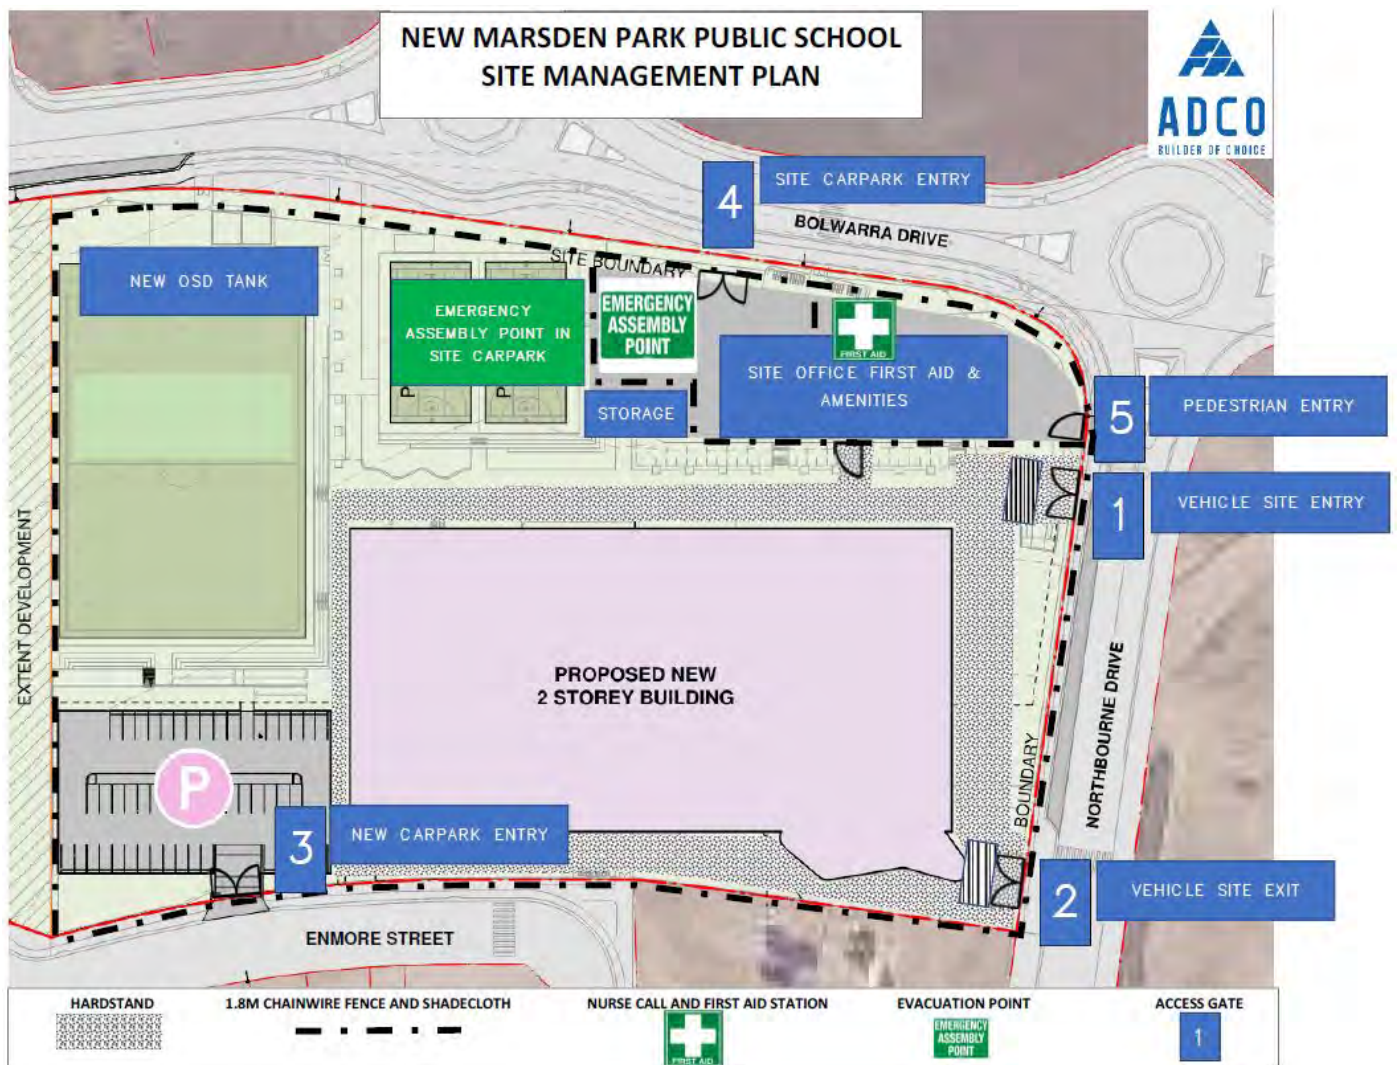 NEW MARSDEN PARK PUBLIC SCHOOL
SITE MANAGEMENT PLAN
ADCO
BUILDER OF CHOICE
4
SITE CARPARK ENTRY
BOLWARRA DRIVE
SITE BOUNDARY
NEW OSD TANK
EMERGENCY
ASSEMBLY POINT IN
SITE CARPARK
P
P
EMERGENCY
ASSEMBLY
POINT
FIRST AID
SITE OFFICE FIRST AID &
AMENITIES
STORAGE
5
PEDESTRIAN ENTRY
1
VEHICLE SITE ENTRY
EXTENT DEVELOPMENT
PROPOSED NEW
2 STOREY BUILDING
BOUNDARY
NORTHBOURNE DRIVE
P
3
NEW CARPARK ENTRY
2
VEHICLE SITE EXIT
ENMORE STREET
HARDSTAND
1.8M CHAINWIRE FENCE AND SHADECLOTH
NURSE CALL AND FIRST AID STATION
FIRST AID
EVACUATION POINT
EMERGENCY
ASSEMBLY
POINT
ACCESS GATE
1